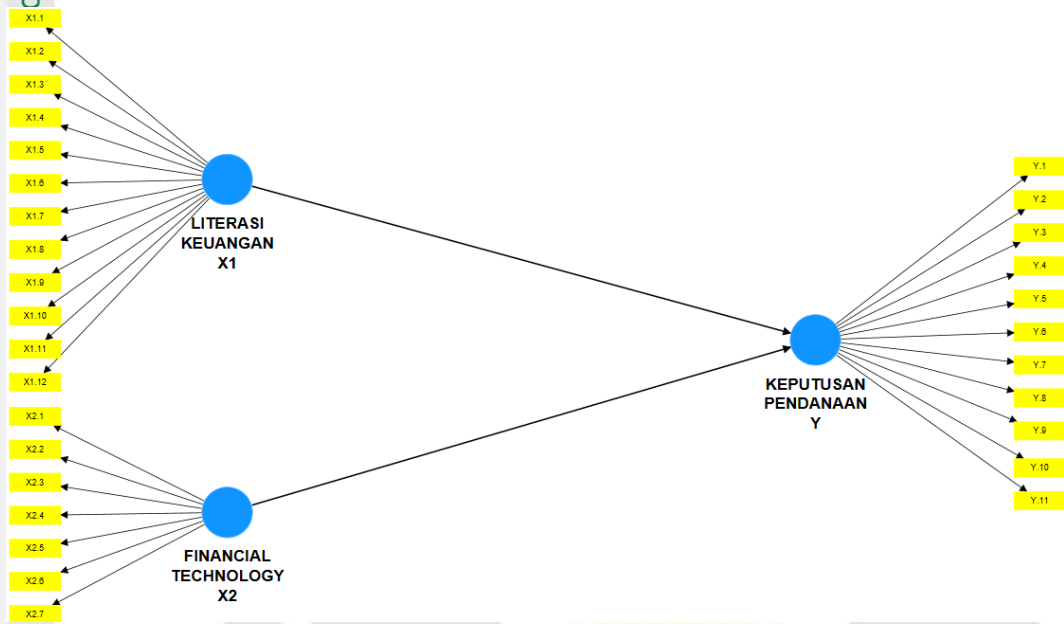 X1.1
X1.2
X1.3
X1.4
X1.5
X1.6
X1.7
X1.8
X1.9
X1.10
X1.11
X1.12
LITERASI
KEUANGAN
X1
X2.1
X2.2
X2.3
X2.4
X2.5
X2.6
X2.7
FINANCIAL
TECHNOLOGY
X2
KEPUTUSAN
PENDANAAN
Y
Y.1
Y.2
Y.3
Y.4
Y.5
Y.6
Y.7
Y.8
Y.9
Y.10
Y.11